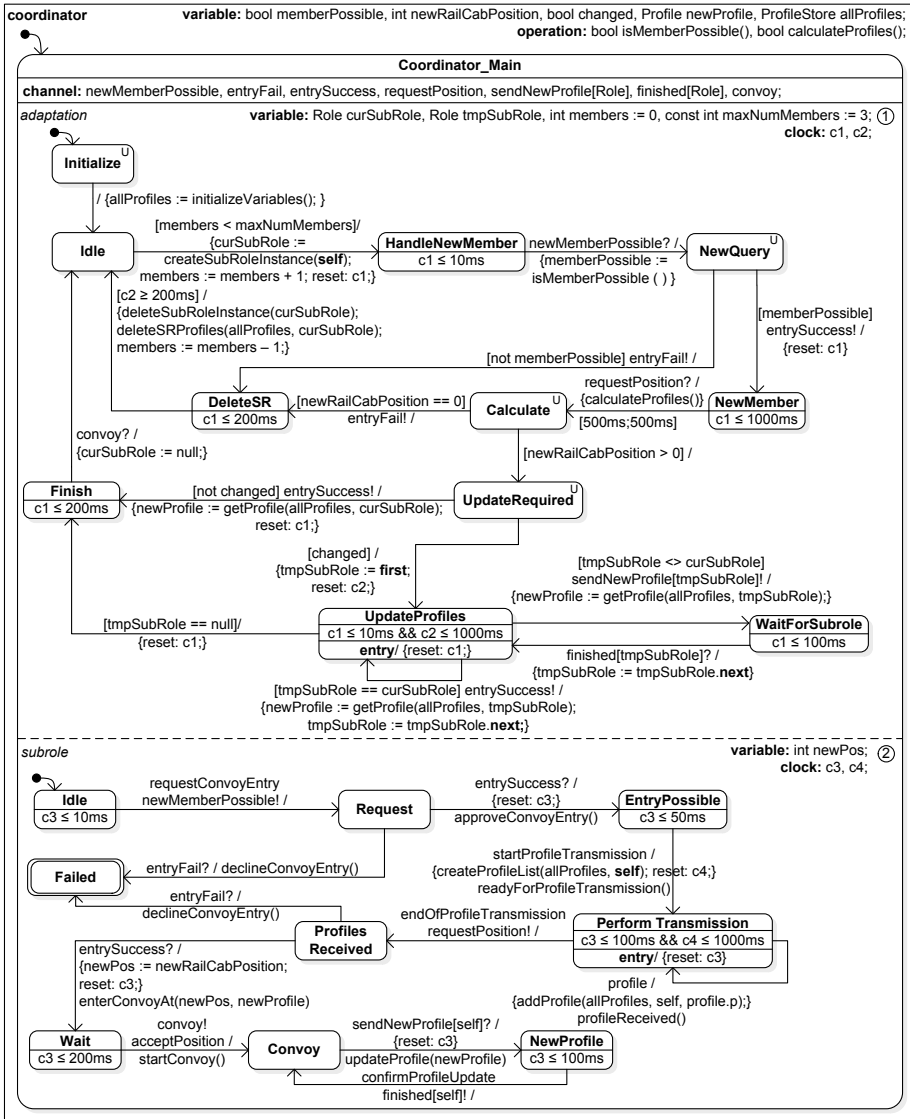 coordinator
variable: bool memberPossible, int newRailCabPosition, bool changed, Profile newProfile, ProfileStore allProfiles;
operation: bool isMemberPossible(), bool calculateProfiles();
Coordinator_Main
channel: newMemberPossible, entryFail, entrySuccess, requestPosition, sendNewProfile[Role], finished[Role], convoy;
adaptation
variable: Role curSubRole, Role tmpSubRole, int members := 0, const int maxNumMembers := 3; 1
clock: c1, c2;
Initialize
U
/ {allProfiles := initializeVariables(); }
Idle
[members < maxNumMembers]/
{curSubRole :=
createSubRoleInstance(self);
members := members + 1; reset: c1;}
HandleNewMember
c1 ≤ 10ms
newMemberPossible? /
{memberPossible :=
isMemberPossible ( ) }
NewQuery
U
[c2 ≥ 200ms] /
{deleteSubRoleInstance(curSubRole);
deleteSRProfiles(allProfiles, curSubRole);
members := members – 1;}
[memberPossible]
entrySuccess! /
{reset: c1}
[not memberPossible] entryFail! /
DeleteSR
c1 ≤ 200ms
[newRailCabPosition == 0]
entryFail! /
Calculate
U
requestPosition? /
{calculateProfiles()}
[500ms;500ms]
NewMember
c1 ≤ 1000ms
convoy? /
{curSubRole := null;}
[newRailCabPosition > 0] /
Finish
c1 ≤ 200ms
[not changed] entrySuccess! /
{newProfile := getProfile(allProfiles, curSubRole);
reset: c1;}
UpdateRequired
U
[changed] /
{tmpSubRole := first;
reset: c2;}
[tmpSubRole <> curSubRole]
sendNewProfile[tmpSubRole]! /
{newProfile := getProfile(allProfiles, tmpSubRole);}
[tmpSubRole == null]/
{reset: c1;}
UpdateProfiles
c1 ≤ 10ms && c2 ≤ 1000ms
entry/ {reset: c1;}
WaitForSubrole
c1 ≤ 100ms
finished[tmpSubRole]? /
{tmpSubRole := tmpSubRole.next}
[tmpSubRole == curSubRole] entrySuccess! /
{newProfile := getProfile(allProfiles, tmpSubRole);
tmpSubRole := tmpSubRole.next;}
subrole
variable: int newPos; 2
clock: c3, c4;
Idle
c3 ≤ 10ms
requestConvoyEntry
newMemberPossible! /
Request
entrySuccess? /
{reset: c3;}
approveConvoyEntry()
EntryPossible
c3 ≤ 50ms
Failed
entryFail? / declineConvoyEntry()
startProfileTransmission /
{createProfileList(allProfiles, self); reset: c4;}
readyForProfileTransmission()
entryFail? /
declineConvoyEntry()
Profiles
Received
endOfProfileTransmission
requestPosition! /
Perform Transmission
c3 ≤ 100ms && c4 ≤ 1000ms
entry/ {reset: c3}
entrySuccess? /
{newPos := newRailCabPosition;
reset: c3;}
enterConvoyAt(newPos, newProfile)
profile /
{addProfile(allProfiles, self, profile.p);}
profileReceived()
Wait
c3 ≤ 200ms
convoy!
acceptPosition /
startConvoy()
Convoy
sendNewProfile[self]? /
{reset: c3}
updateProfile(newProfile)
NewProfile
c3 ≤ 100ms
confirmProfileUpdate
finished[self]! /